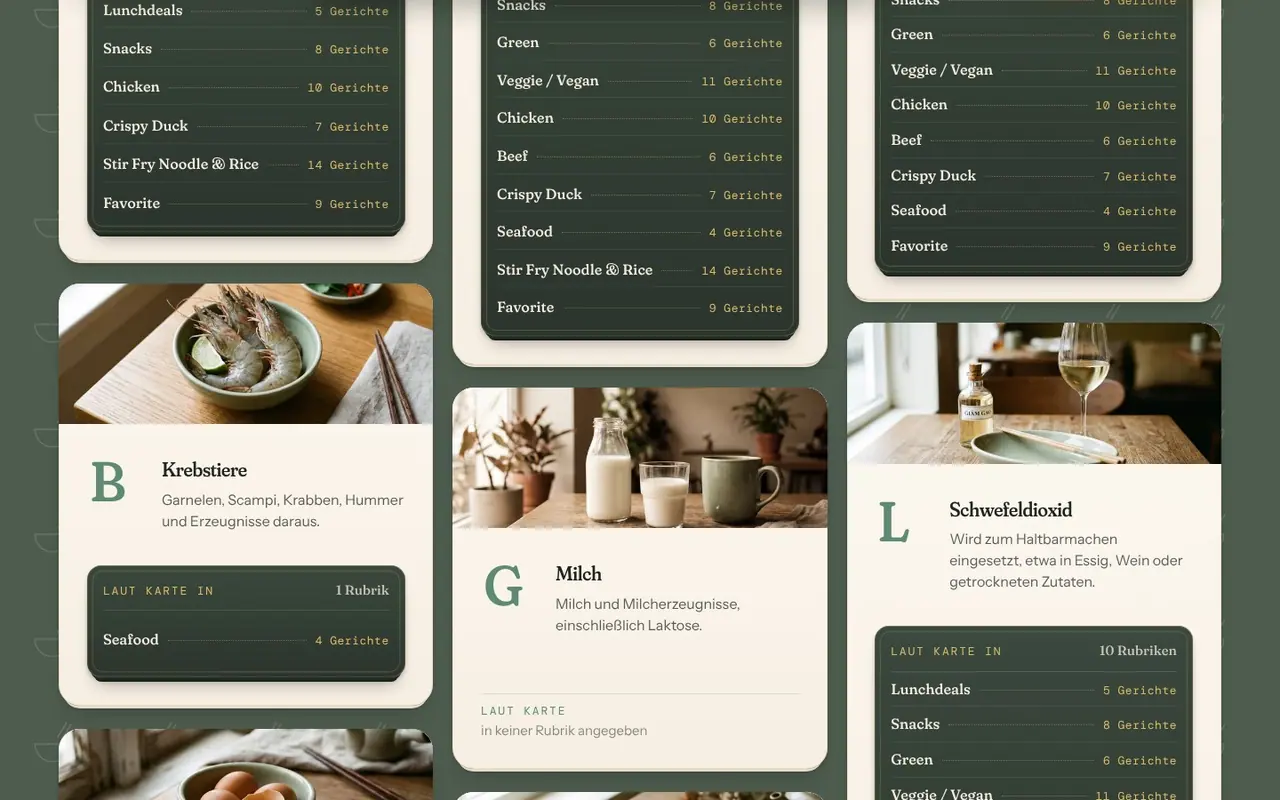 Lunchdeals 5 Gerichte
Snacks 8 Gerichte
Chicken 10 Gerichte
Crispy Duck 7 Gerichte
Stir Fry Noodle & Rice 14 Gerichte
Favorite 9 Gerichte
B
Krebstiere
Garnelen, Scampi, Krabben, Hummer
und Erzeugnisse daraus.
LAUT KARTE IN 1 Rubrik
Seafood 4 Gerichte
Snacks 8 Gerichte
Green 6 Gerichte
Veggie / Vegan 11 Gerichte
Chicken 10 Gerichte
Beef 6 Gerichte
Crispy Duck 7 Gerichte
Seafood 4 Gerichte
Stir Fry Noodle & Rice 14 Gerichte
Favorite 9 Gerichte
G
Milch
Milch und Milcherzeugnisse,
einschließlich Laktose.
LAUT KARTE
in keiner Rubrik angegeben
Snacks 8 Gerichte
Green 6 Gerichte
Veggie / Vegan 11 Gerichte
Chicken 10 Gerichte
Beef 6 Gerichte
Crispy Duck 7 Gerichte
Seafood 4 Gerichte
Favorite 9 Gerichte
L
Schwefeldioxid
Wird zum Haltbarmachen
eingesetzt, etwa in Essig, Wein oder
getrockneten Zutaten.
LAUT KARTE IN 10 Rubriken
Lunchdeals 5 Gerichte
Snacks 8 Gerichte
Green 6 Gerichte
Veggie / Vegan 11 Gerichte